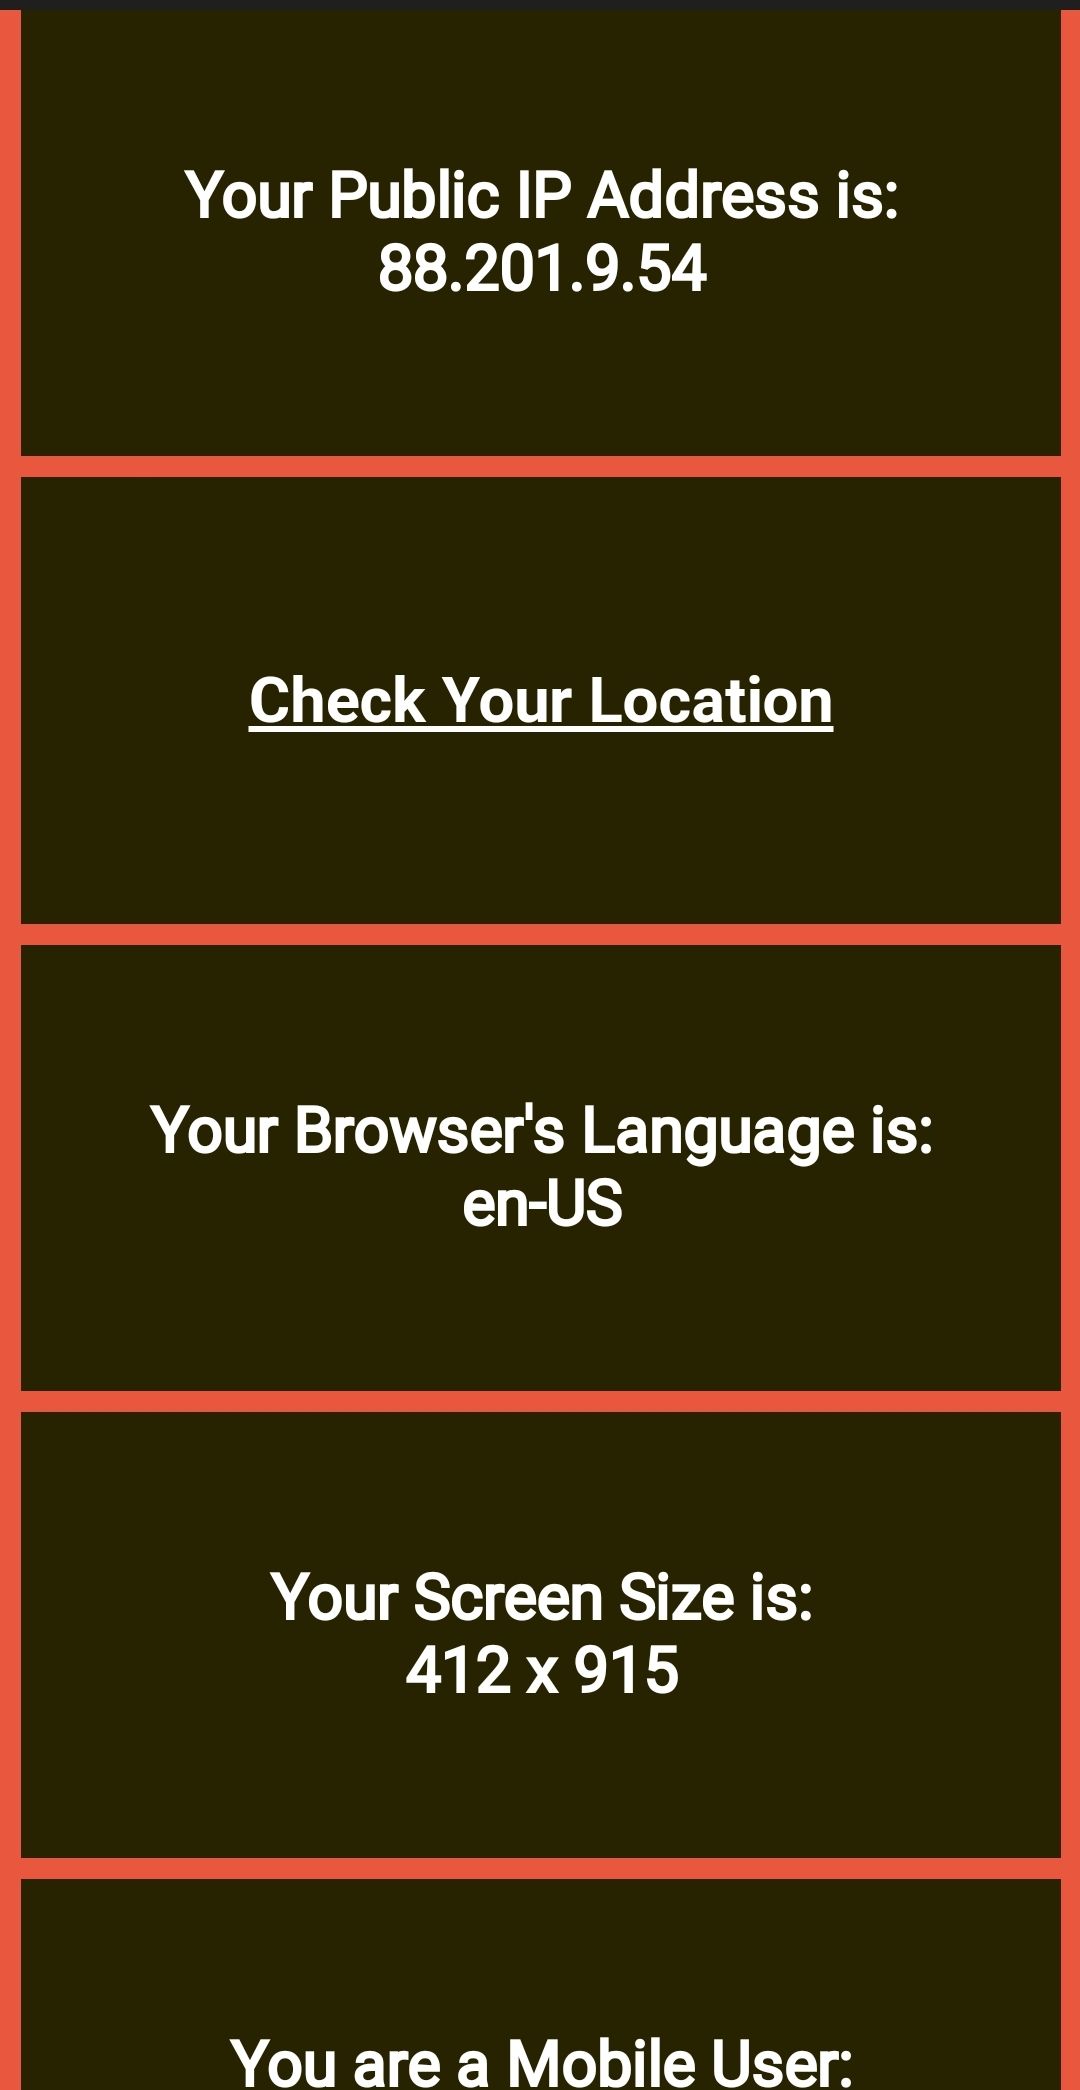 Your Public IP Address is:
88.201.9.54
Check Your Location
Your Browser's Language is:
en-US
Your Screen Size is:
412 x 915
You are a Mobile User: